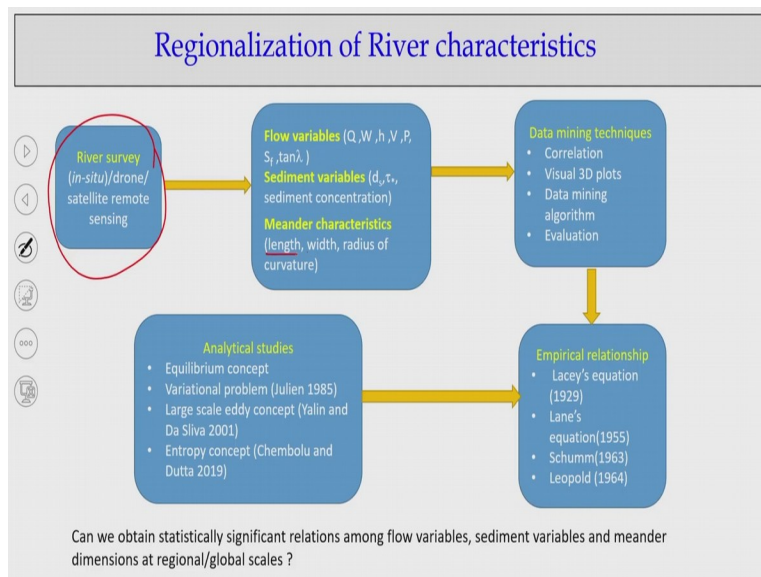 Regionalization of River characteristics
River survey
(in-situ)/drone/
satellite remote
sensing
Flow variables (Q ,W ,h ,V ,P,
Sf ,tanλ )
Sediment variables (ds,τ*,
sediment concentration)
Meander characteristics
(length, width, radius of
curvature)
Data mining techniques
• Correlation
• Visual 3D plots
• Data mining
algorithm
• Evaluation
Analytical studies
• Equilibrium concept
• Variational problem (Julien 1985)
• Large scale eddy concept (Yalin and
Da Sliva 2001)
• Entropy concept (Chembolu and
Dutta 2019)
Empirical relationship
• Lacey's equation
(1929)
• Lane's
equation(1955)
• Schumm(1963)
• Leopold (1964)
Can we obtain statistically significant relations among flow variables, sediment variables and meander
dimensions at regional/global scales ?